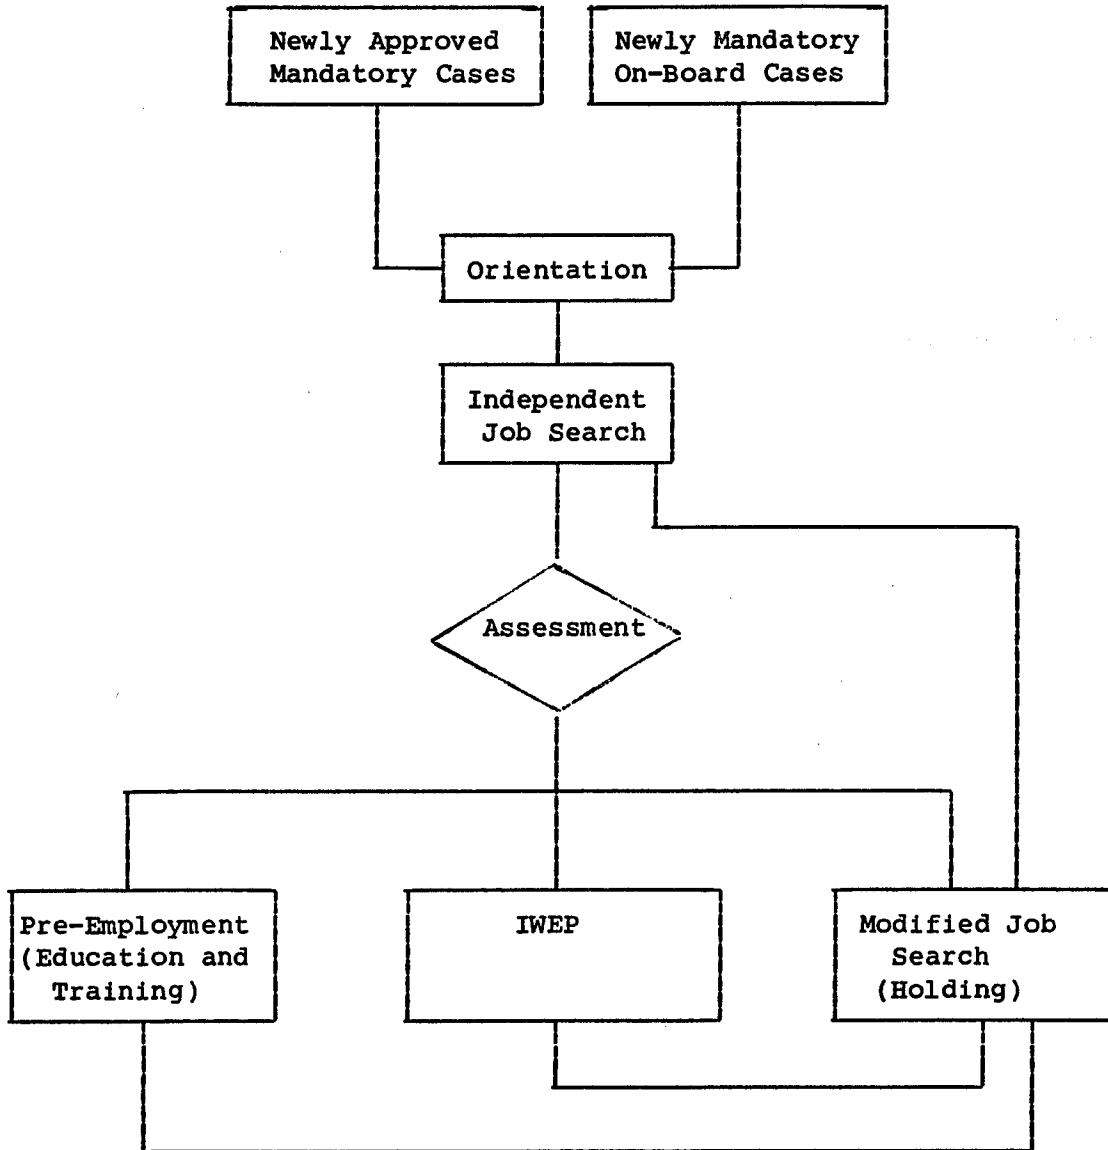 Newly Approved
Mandatory Cases
Newly Mandatory
On-Board Cases
Orientation
Independent
Job Search
Assessment
Pre-Employment
(Education and
Training)
IWEP
Modified Job
Search
(Holding)